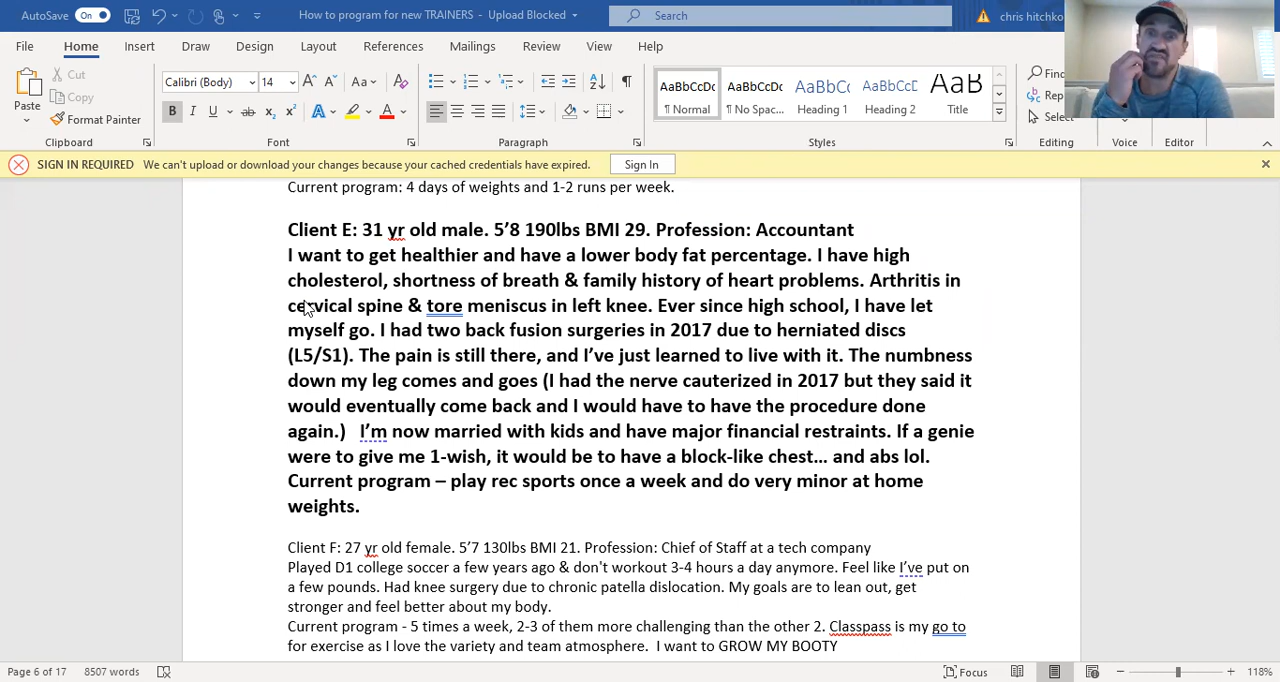 AutoSave On How to program for new TRAINERS - Upload Blocked Search chris hitchko
File Home Insert Draw Design Layout References Mailings Review View Help
Paste Cut Copy Format Painter Clipboard
Calibri (Body) 14 Aa Font
Paragraph
AaBbCcDc ¶ Normal AaBbCcDc ¶ No Spac... AaBbCc Heading 1 AaBbCc Heading 2 AaB Title Styles
Find Rep Select Editing
Voice Editor
SIGN IN REQUIRED We can't upload or download your changes because your cached credentials have expired. Sign In
Current program: 4 days of weights and 1-2 runs per week.
Client E: 31 yr old male. 5’8 190lbs BMI 29. Profession: Accountant
I want to get healthier and have a lower body fat percentage. I have high
cholesterol, shortness of breath & family history of heart problems. Arthritis in
cervical spine & tore meniscus in left knee. Ever since high school, I have let
myself go. I had two back fusion surgeries in 2017 due to herniated discs
(L5/S1). The pain is still there, and I’ve just learned to live with it. The numbness
down my leg comes and goes (I had the nerve cauterized in 2017 but they said it
would eventually come back and I would have to have the procedure done
again.) I’m now married with kids and have major financial restraints. If a genie
were to give me 1-wish, it would be to have a block-like chest… and abs lol.
Current program – play rec sports once a week and do very minor at home
weights.
Client F: 27 yr old female. 5’7 130lbs BMI 21. Profession: Chief of Staff at a tech company
Played D1 college soccer a few years ago & don't workout 3-4 hours a day anymore. Feel like I’ve put on
a few pounds. Had knee surgery due to chronic patella dislocation. My goals are to lean out, get
stronger and feel better about my body.
Current program - 5 times a week, 2-3 of them more challenging than the other 2. Classpass is my go to
for exercise as I love the variety and team atmosphere. I want to GROW MY BOOTY
Page 6 of 17 8507 words Focus 118%